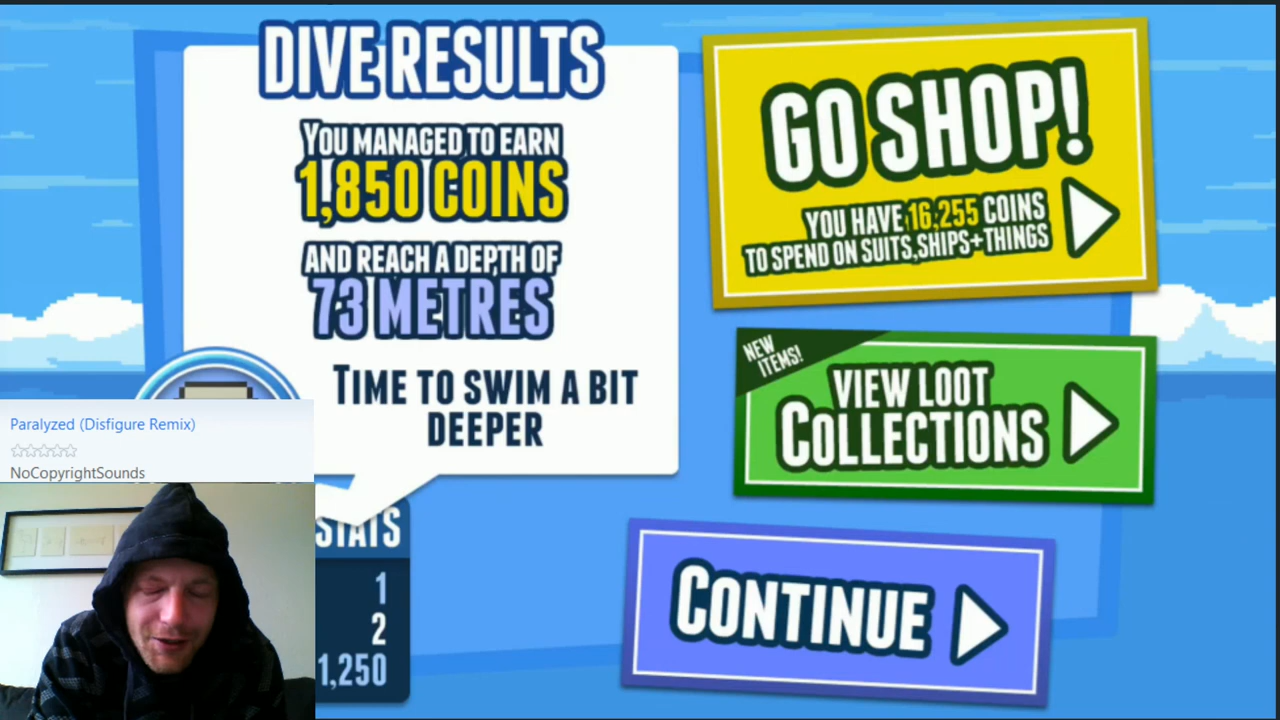 DIVE RESULTS
YOU MANAGED TO EARN
1,850 COINS
AND REACH A DEPTH OF
73 METRES
TIME TO SWIM A BIT
DEEPER
GO SHOP!
YOU HAVE 16,255 COINS
TO SPEND ON SUITS,SHIPS+THINGS
NEW
ITEMS!
VIEW LOOT
COLLECTIONS
CONTINUE
Paralyzed (Disfigure Remix)
NoCopyrightSounds
STATS
1
2
1,250